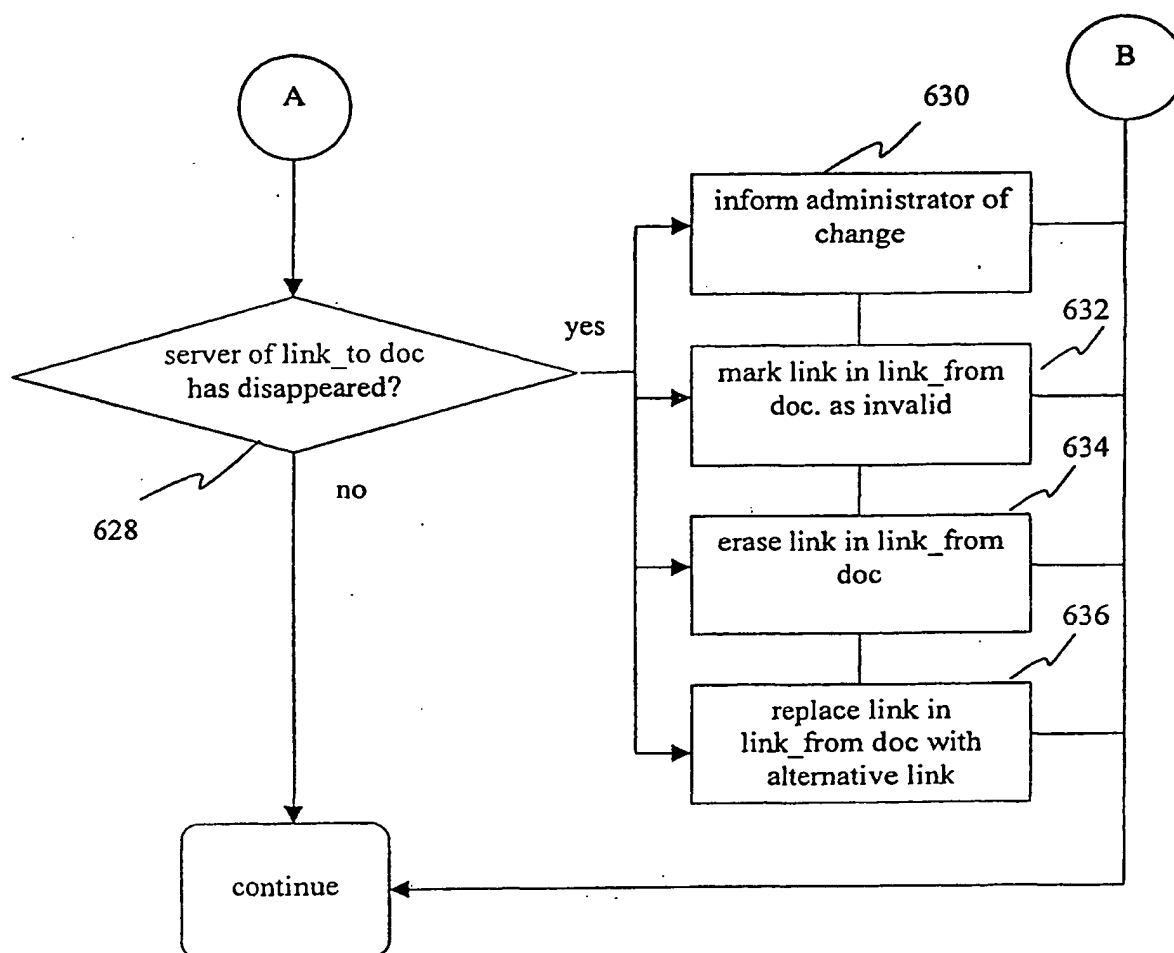 A
B
630
inform administrator of
change
yes
server of link_to doc
has disappeared?
632
mark link in link_from
doc. as invalid
634
no
628
erase link in link_from
doc
636
replace link in
link_from doc with
alternative link
continue